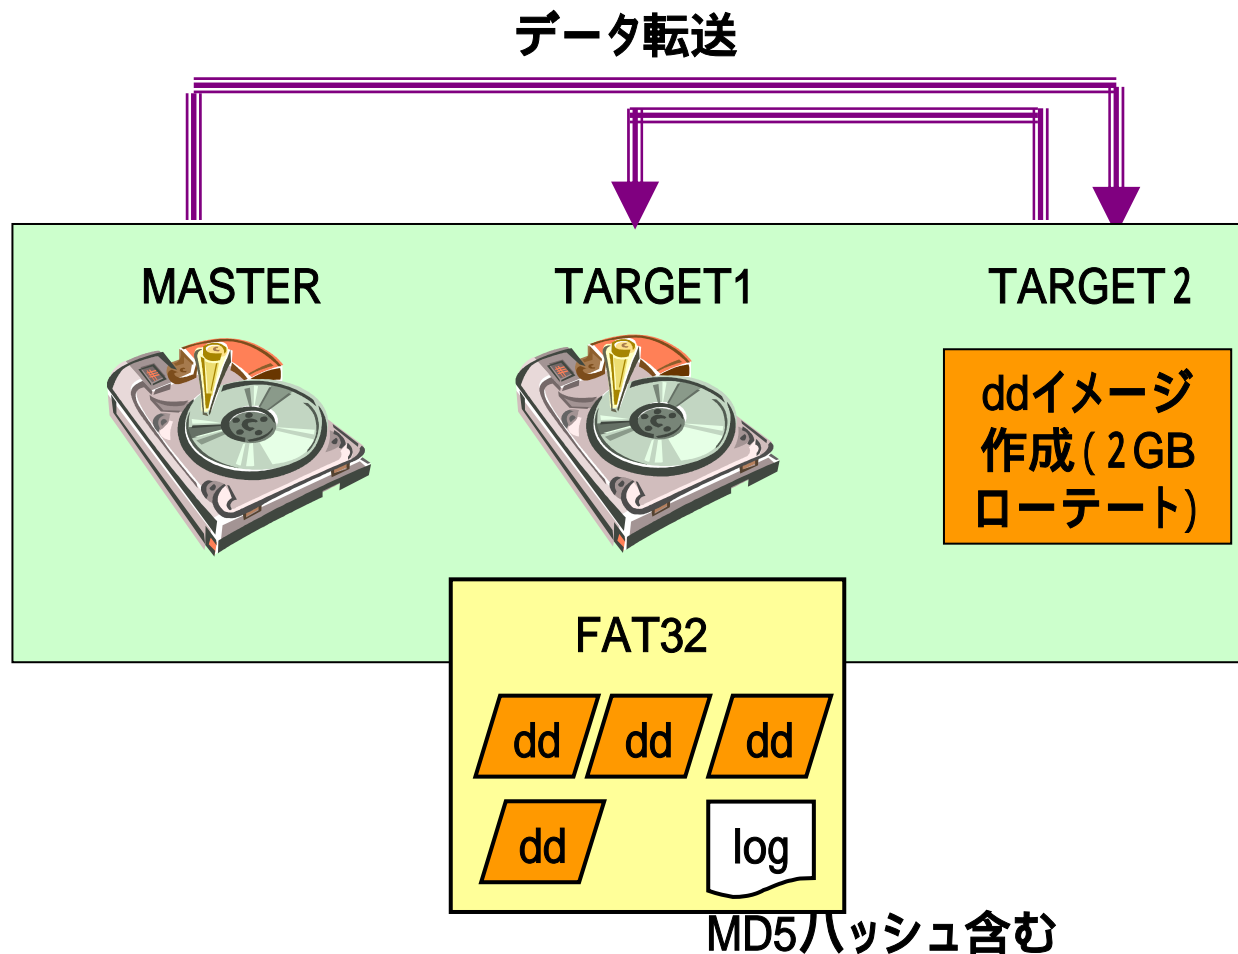 データ転送
MASTER
TARGET1
TARGET2
ddイメージ
作成(2GB
ローテート)
FAT32
dd
dd
dd
dd
log
MD5ハッシュ含む